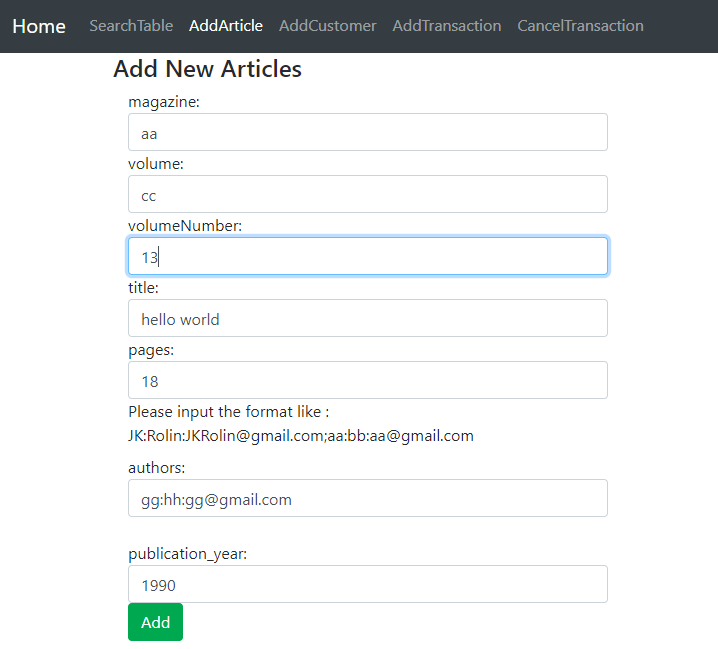 Home SearchTable AddArticle AddCustomer AddTransaction CancelTransaction
Add New Articles
magazine:
aa
volume:
cc
volumeNumber:
13
title:
hello world
pages:
18
Please input the format like :
JK:Rolin:JKRolin@gmail.com;aa:bb:aa@gmail.com
authors:
gg:hh:gg@gmail.com
publication_year:
1990
Add